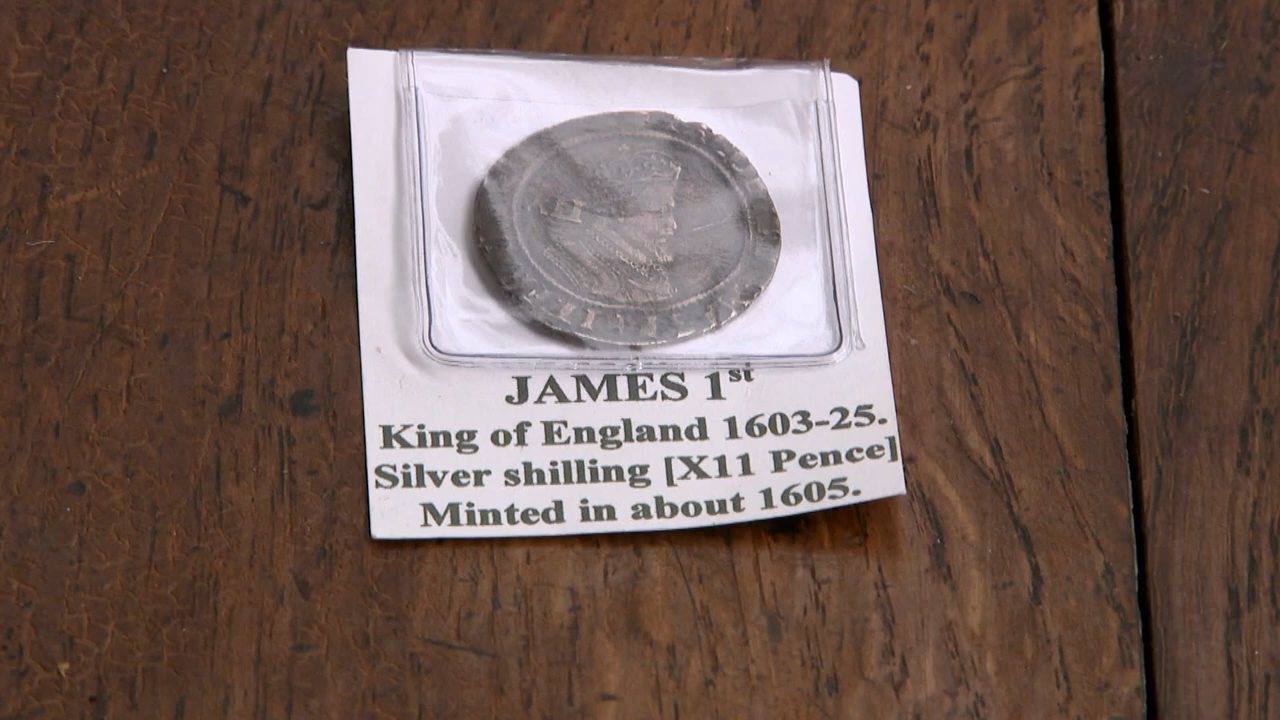 JAMES 1st
King of England 1603-25.
Silver shilling [X11 Pence]
Minted in about 1605.